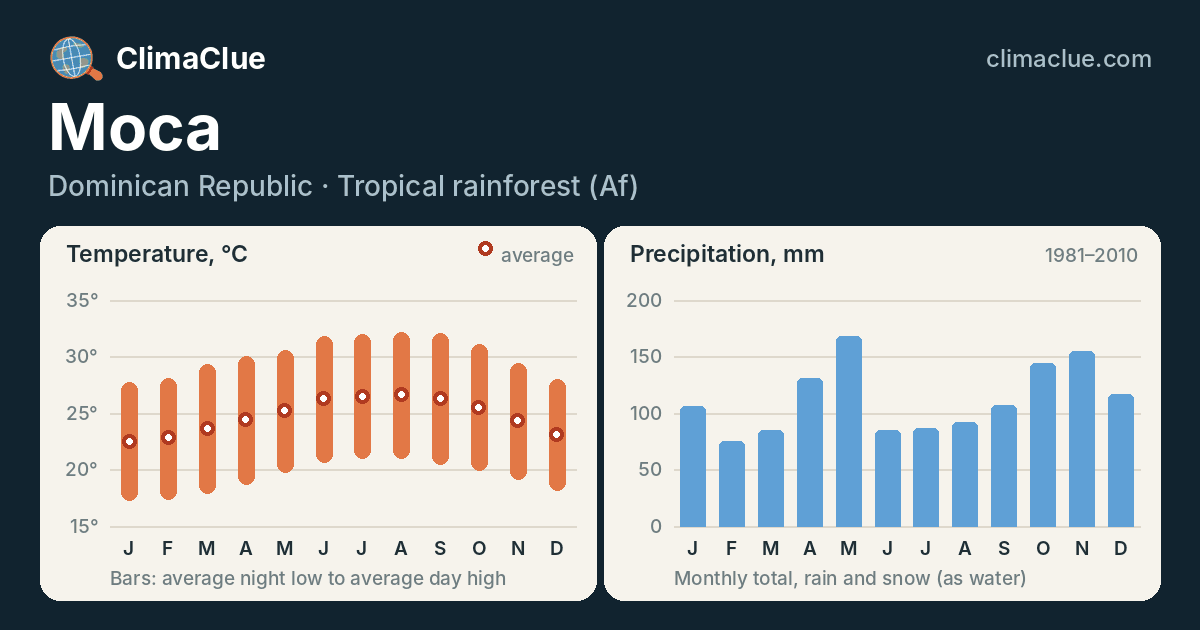 ClimaClue
climaclue.com
Moca
Dominican Republic · Tropical rainforest (Af)
Temperature, °C
average
35°
30°
25°
20°
15°
J F M A M J J A S O N D
Bars: average night low to average day high
Precipitation, mm
1981–2010
200
150
100
50
0
J F M A M J J A S O N D
Monthly total, rain and snow (as water)